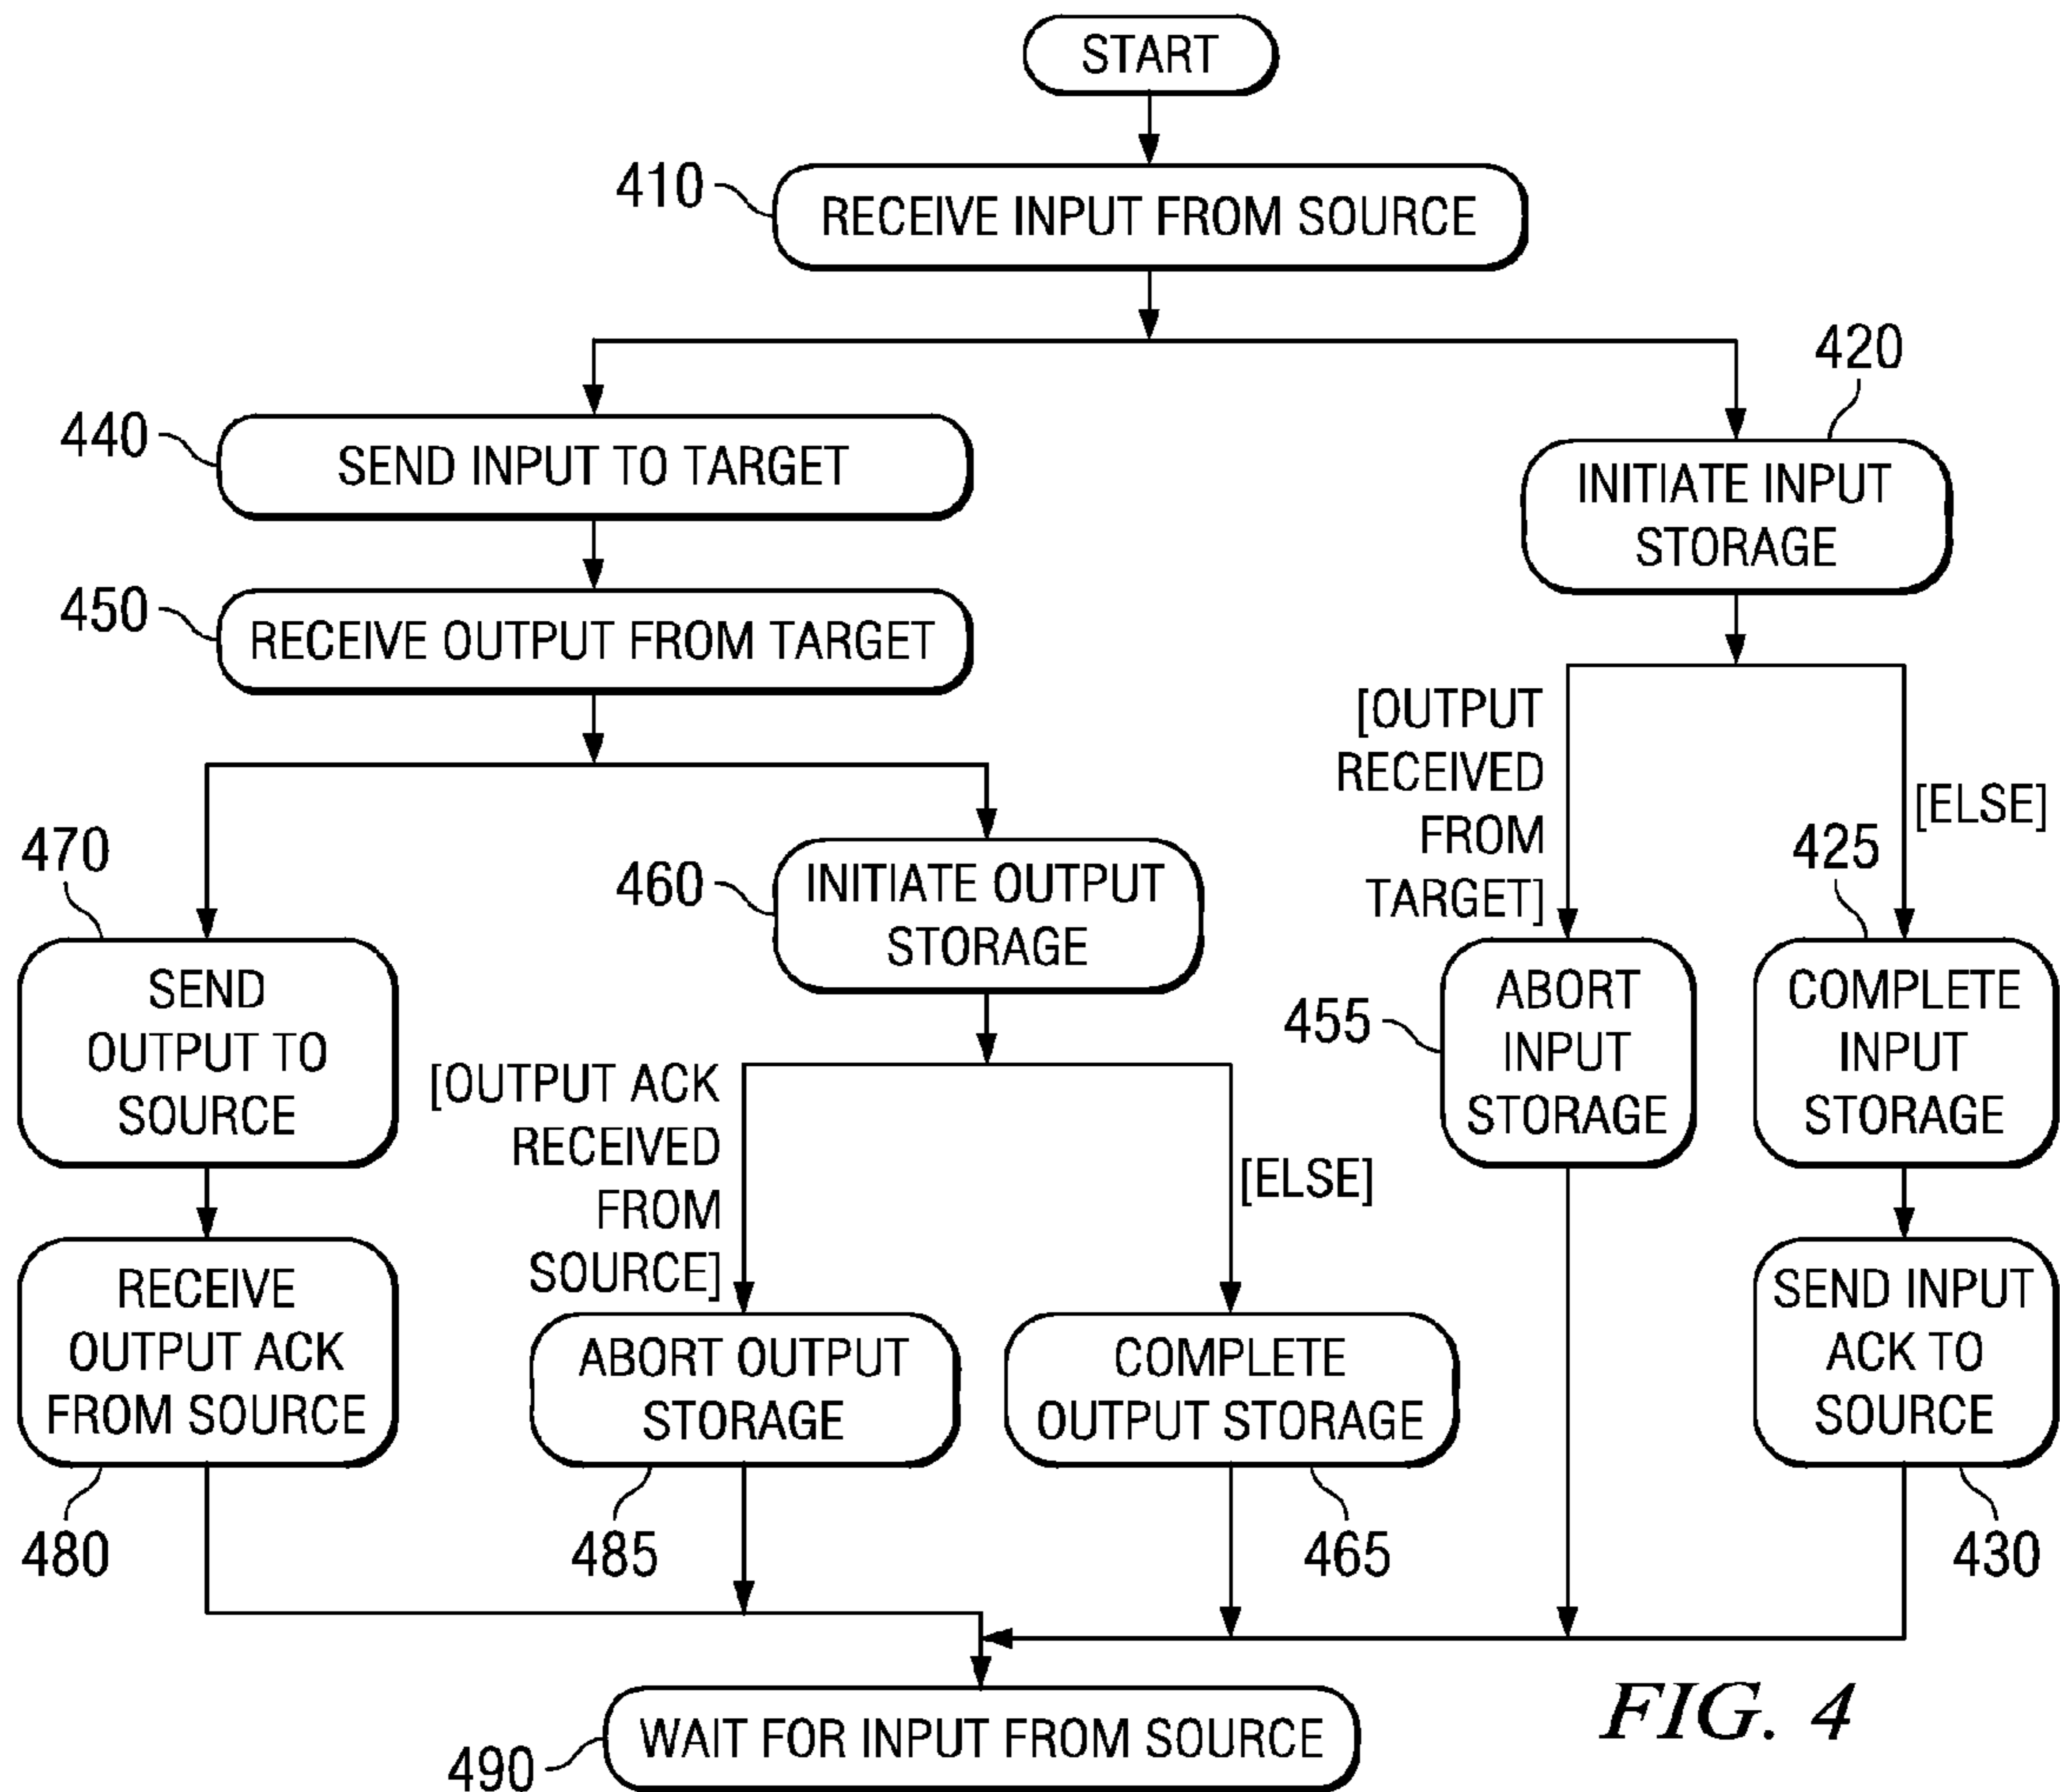 START
410
RECEIVE INPUT FROM SOURCE
420
440
SEND INPUT TO TARGET
INITIATE INPUT
STORAGE
450
RECEIVE OUTPUT FROM TARGET
[OUTPUT
RECEIVED
FROM
TARGET]
[ELSE]
470
460
INITIATE OUTPUT
STORAGE
425
SEND
OUTPUT TO
SOURCE
455
ABORT
INPUT
STORAGE
COMPLETE
INPUT
STORAGE
[OUTPUT ACK
RECEIVED
FROM
SOURCE]
[ELSE]
RECEIVE
OUTPUT ACK
FROM SOURCE
ABORT OUTPUT
STORAGE
COMPLETE
OUTPUT STORAGE
SEND INPUT
ACK TO
SOURCE
480
485
465
430
490
WAIT FOR INPUT FROM SOURCE
FIG. 4